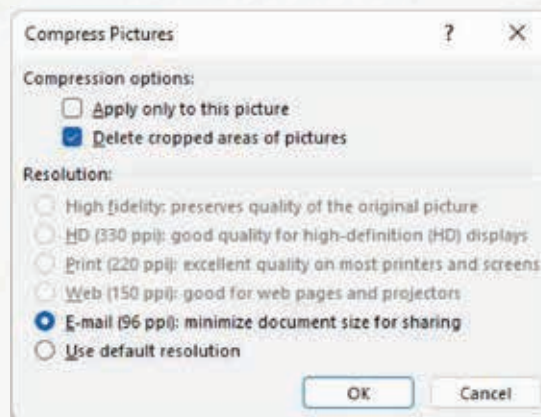 Compress Pictures ? X
Compression options:
Apply only to this picture
Delete cropped areas of pictures
Resolution:
High fidelity: preserves quality of the original picture
HD (330 ppi): good quality for high-definition (HD) displays
Print (220 ppi): excellent quality on most printers and screens
Web (150 ppi): good for web pages and projectors
E-mail (96 ppi): minimize document size for sharing
Use default resolution
OK Cancel